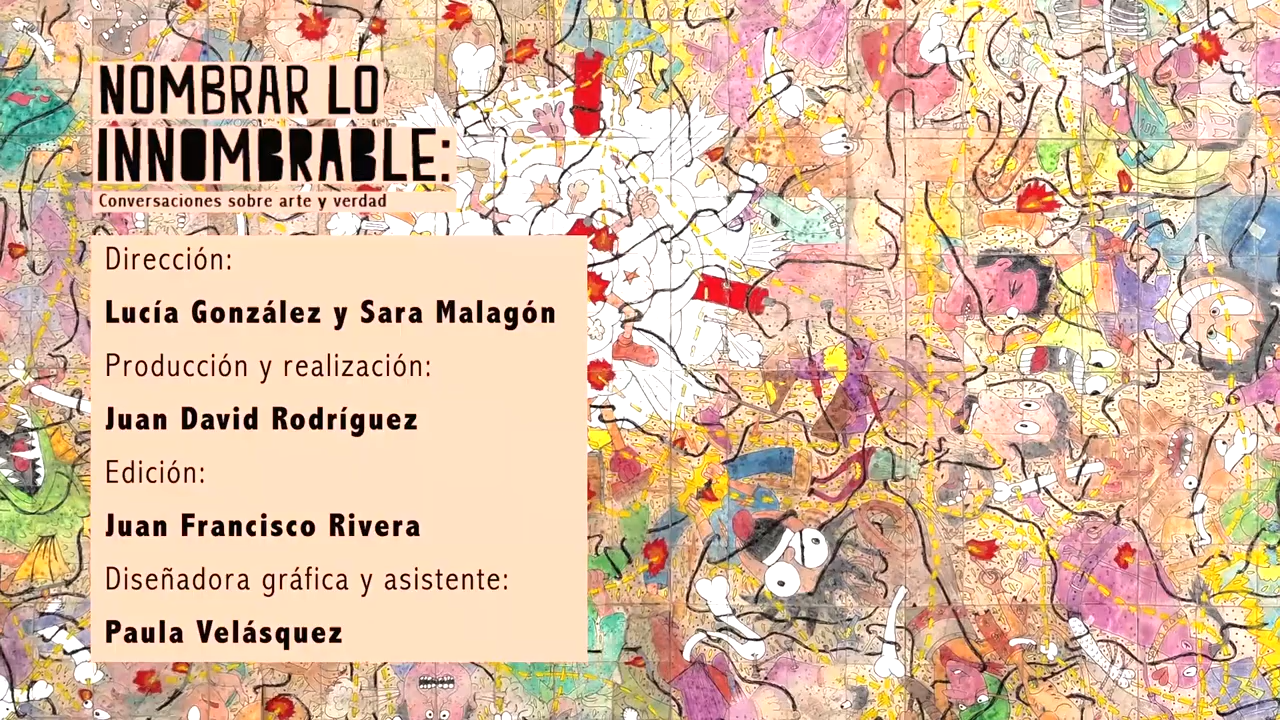 NOMBRAR LO
INNOMBRABLE:
Conversaciones sobre arte y verdad
Dirección:
Lucía González y Sara Malagón
Producción y realización:
Juan David Rodríguez
Edición:
Juan Francisco Rivera
Diseñadora gráfica y asistente:
Paula Velásquez